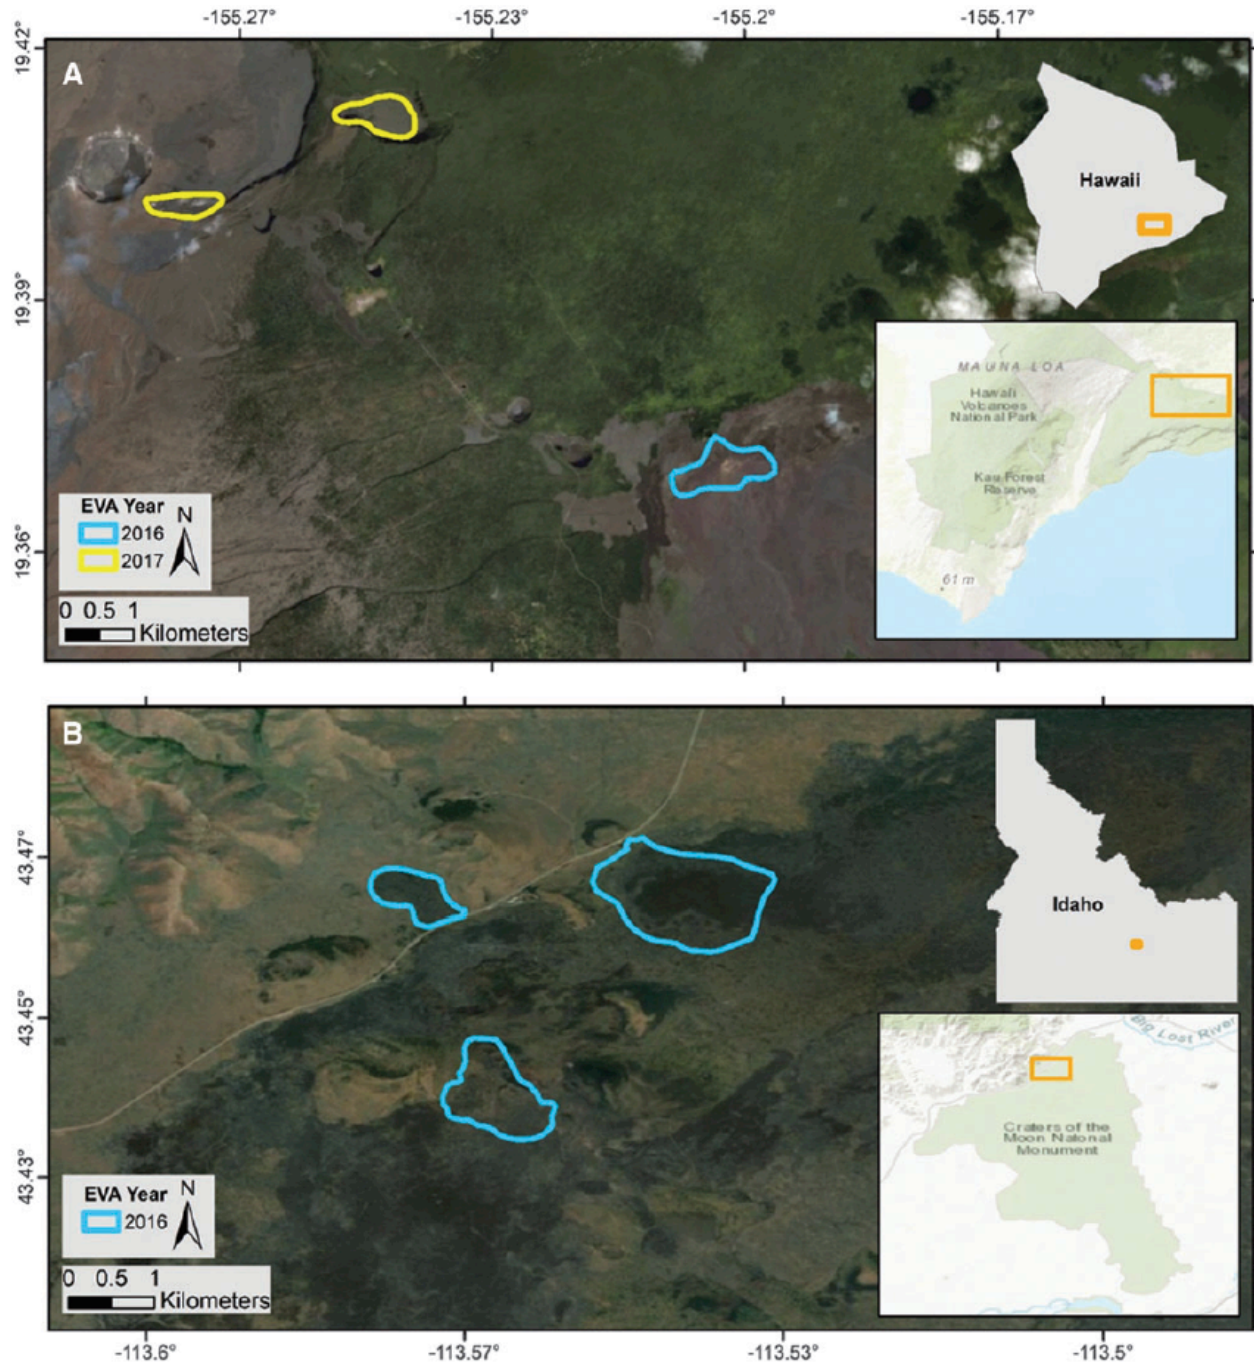 -155.27° -155.23° -155.2° -155.17°
19.42°
A
Hawaii
19.39°
MAUNA LOA
Hawaii
Volcanoes
National Park
Kau Forest
Reserve
61 m
EVA Year
2016
2017
N
19.36°
0 0.5 1
Kilometers
B
43.47°
Idaho
43.45°
Big Lost River
Craters of the
Moon National
Monument
43.43°
EVA Year
2016
N
0 0.5 1
Kilometers
-113.6° -113.57° -113.53° -113.5°